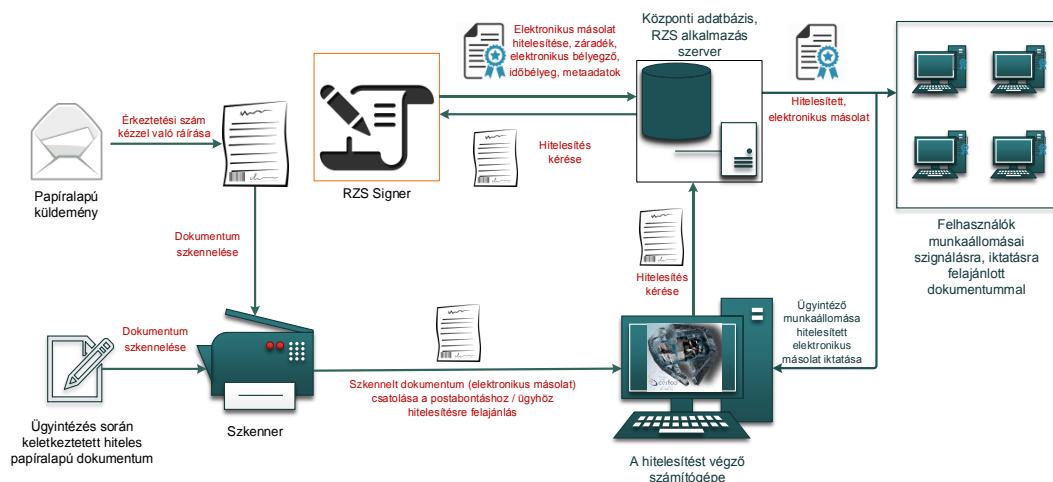 Elektronikus másolat
hitelesítése, záradék,
elektronikus bélyegző,
időbélyeg, metaadatok
Központi adatbázis,
RZS alkalmazás
szerver
Érkeztetési szám
kézzel való ráírása
Hitelesített,
elektronikus másolat
Hitelesítés
kérése
Papíralapú
küldemény
RZS Signer
Felhasználók
munkaállomásai
szignálásra, iktatásra
felajánlott
dokumentummal
Dokumentum
szkennelése
Hitelesítés
kérése
Ügyintéző
munkaállomása
hitelesített
elektronikus
másolat iktatása
Dokumentum
szkennelése
Szkennelt dokumentum (elektronikus másolat)
csatolása a postabontáshoz / ügyhöz
hitelesítésre felajánlás
Szkenner
Ügyintézés során
keletkeztetett hiteles
papíralapú dokumentum
A hitelesítést végző
számítógépe